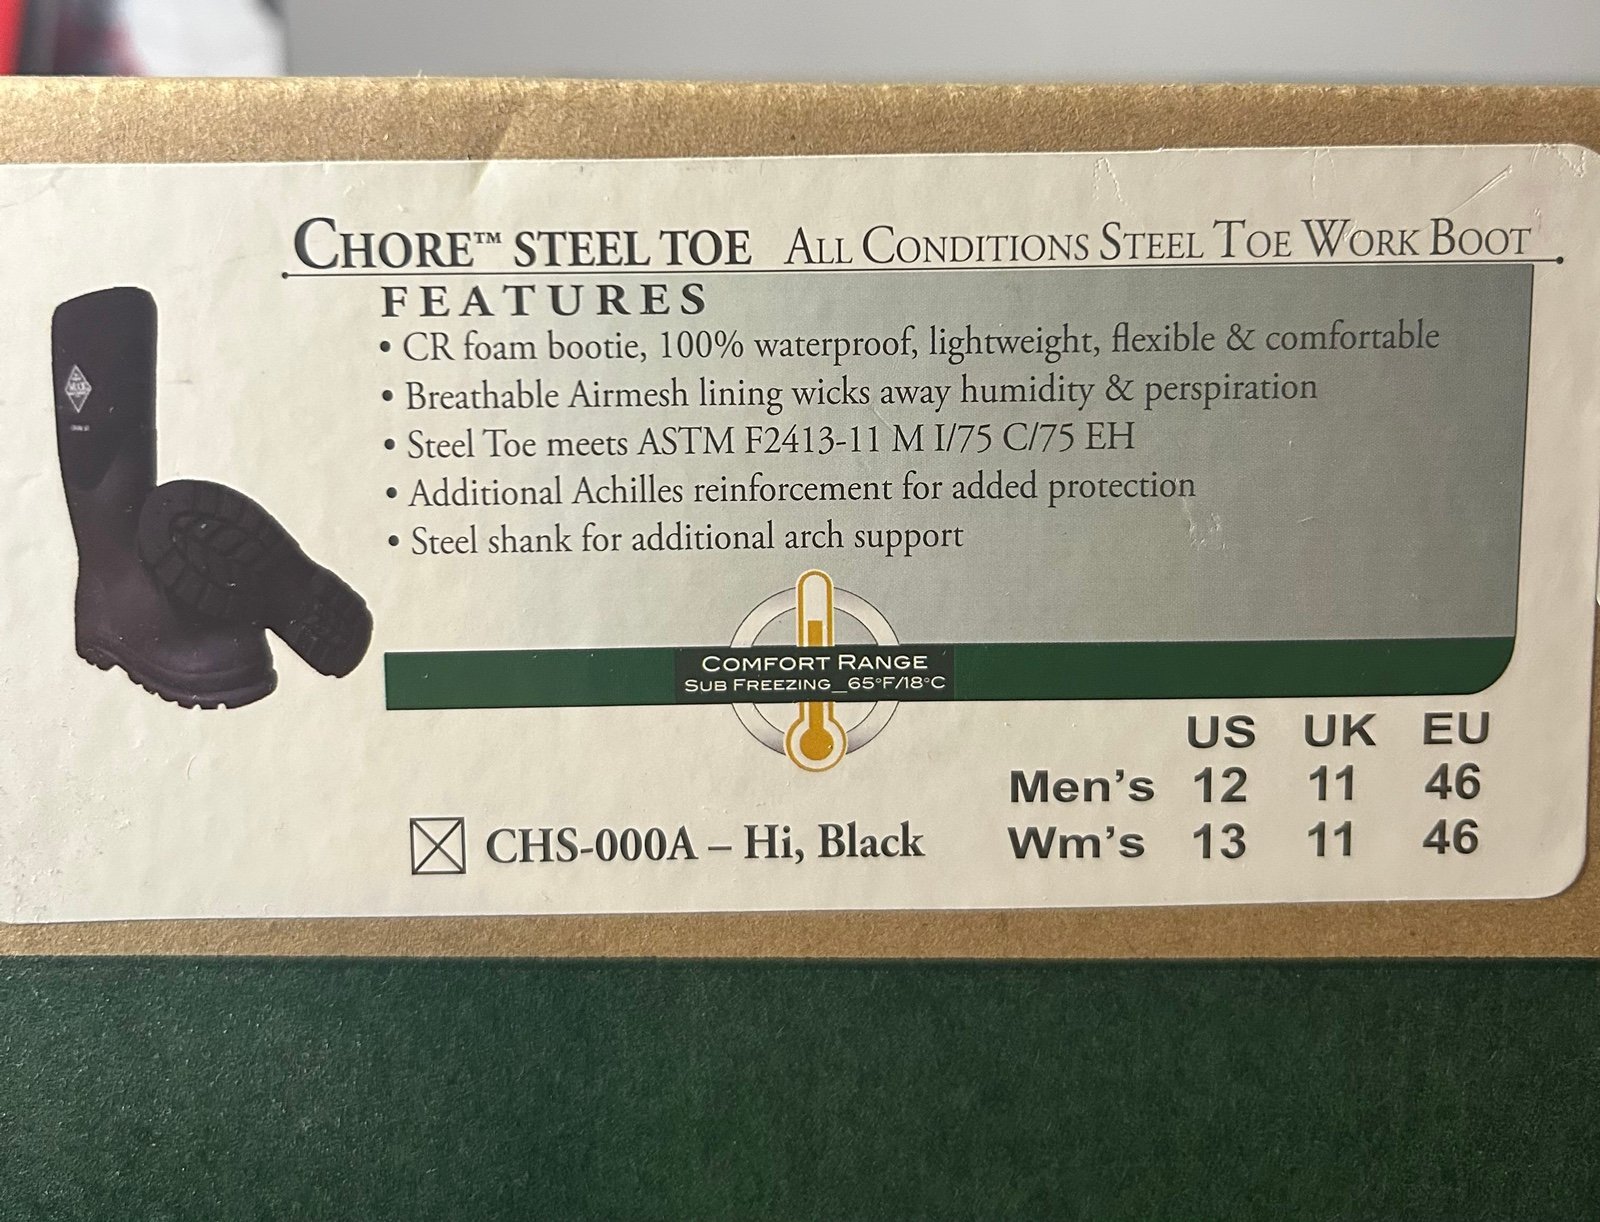 CHORE™ STEEL TOE ALL CONDITIONS STEEL TOE WORK BOOT
FEATURES
• CR foam bootie, 100% waterproof, lightweight, flexible & comfortable
• Breathable Airmesh lining wicks away humidity & perspiration
• Steel Toe meets ASTM F2413-11 M I/75 C/75 EH
• Additional Achilles reinforcement for added protection
• Steel shank for additional arch support
COMFORT RANGE
SUB FREEZING_65°F/18°C
US UK EU
Men's 12 11 46
Wm's 13 11 46
CHS-000A – Hi, Black